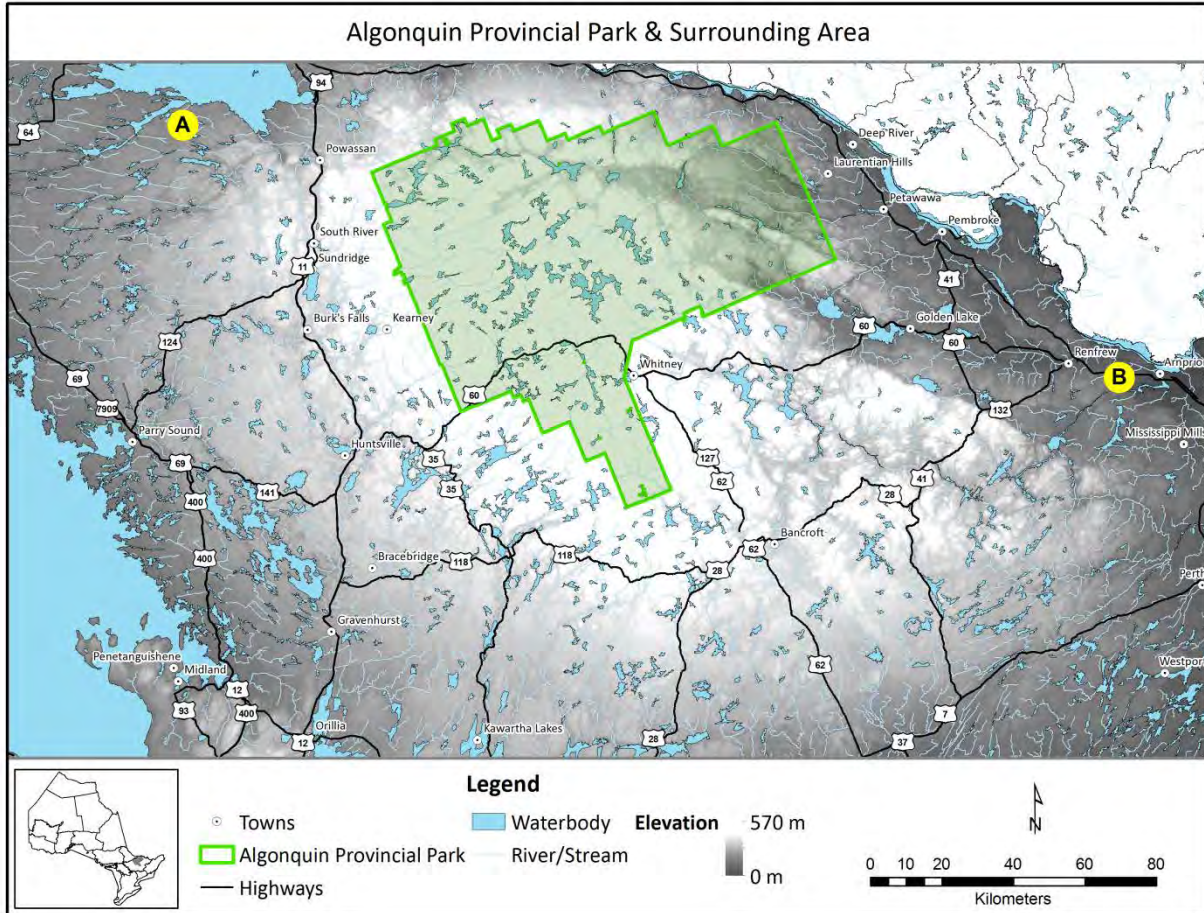 Algonquin Provincial Park & Surrounding Area
94
64
A
Powassan
Deep River
Laurentian Hills
Petawawa
Pembroke
South River
Sundridge
11
41
Burk's Falls
Kearney
Golden Lake
60
60
124
Renfrew
Arnprior
B
Whitney
69
60
7909
132
Parry Sound
Mississippi Mills
Huntsville
35
127
69
35
62
41
141
28
400
Bancroft
400
118
62
Bracebridge
118
28
Perth
Gravenhurst
Penetanguishene
62
Midland
Westport
12
93
400
7
Orillia
12
Kawartha Lakes
28
37
Legend
Towns
Waterbody
Elevation
570 m
Algonquin Provincial Park
River/Stream
0 m
Highways
N
0 20 40 60 80
Kilometers